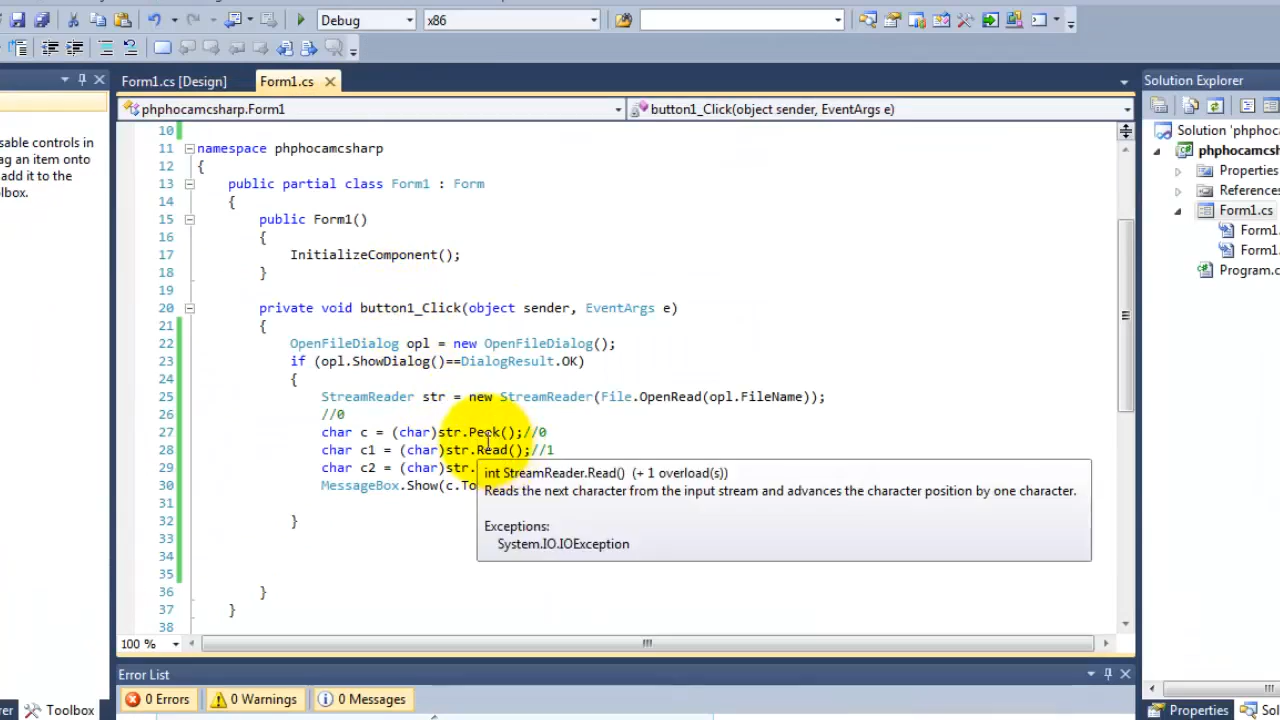 Debug
x86
Form1.cs [Design]
Form1.cs
Solution Explorer
phphocamcsharp.Form1
button1_Click(object sender, EventArgs e)
sable controls in
ag an item onto
add it to the
olbox.
Solution 'phphoca
phphocamcsh
Properties
References
Form1.cs
Form1.
Form1.
Program.c
10
11 namespace phphocamcsharp
12 {
13 public partial class Form1 : Form
14 {
15 public Form1()
16 {
17 InitializeComponent();
18 }
19
20 private void button1_Click(object sender, EventArgs e)
21 {
22 OpenFileDialog opl = new OpenFileDialog();
23 if (opl.ShowDialog()==DialogResult.OK)
24 {
25 StreamReader str = new StreamReader(File.OpenRead(opl.FileName));
26 //0
27 char c = (char)str.Peek();//0
28 char c1 = (char)str.Read();//1
29 char c2 = (char)str.
30 MessageBox.Show(c.To
31
32 }
33
34
35
36 }
37 }
38
int StreamReader.Read() (+ 1 overload(s))
Reads the next character from the input stream and advances the character position by one character.
Exceptions:
System.IO.IOException
100 %
Error List
0 Errors
0 Warnings
0 Messages
rer
Toolbox
Properties
Sol